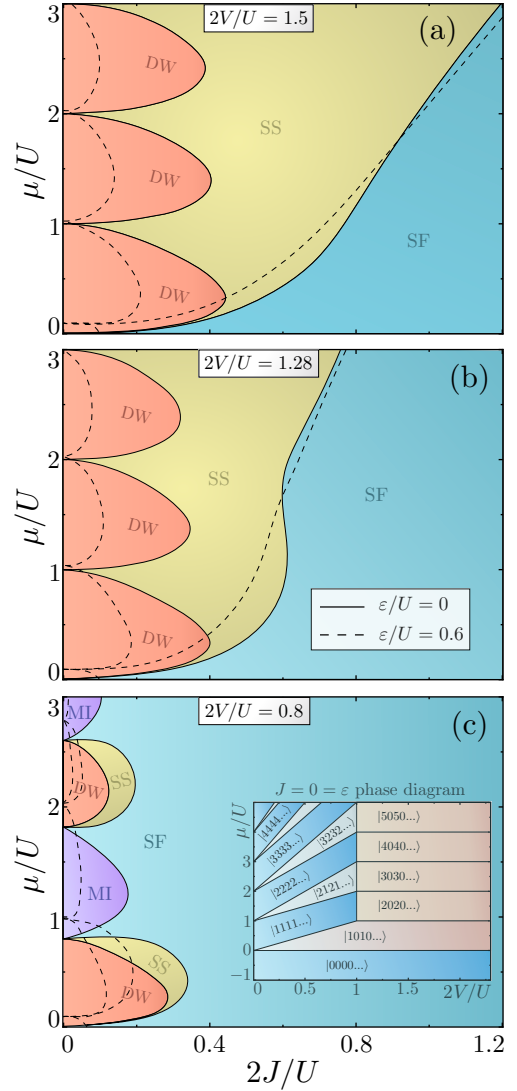 3
2V/U = 1.5
(a)
DW
2
SS
μ/U
DW
1
SF
DW
0
3
2V/U = 1.28
(b)
DW
2
SS
SF
μ/U
DW
1
ε/U = 0
DW
ε/U = 0.6
0
3
2V/U = 0.8
MI
(c)
DW
SS
J = 0 = ε phase diagram
2
SF
μ/U
|4444...⟩
|5050...⟩
3
|3333...⟩
|3232...⟩
|4040...⟩
2
|2222...⟩
|2121...⟩
|3030...⟩
MI
1
|1111...⟩
|2020...⟩
0
|1010...⟩
−1
|0000...⟩
0
0.5
1
1.5
2V/U
μ/U
1
SS
DW
0
0
0.4
0.8
1.2
2J/U